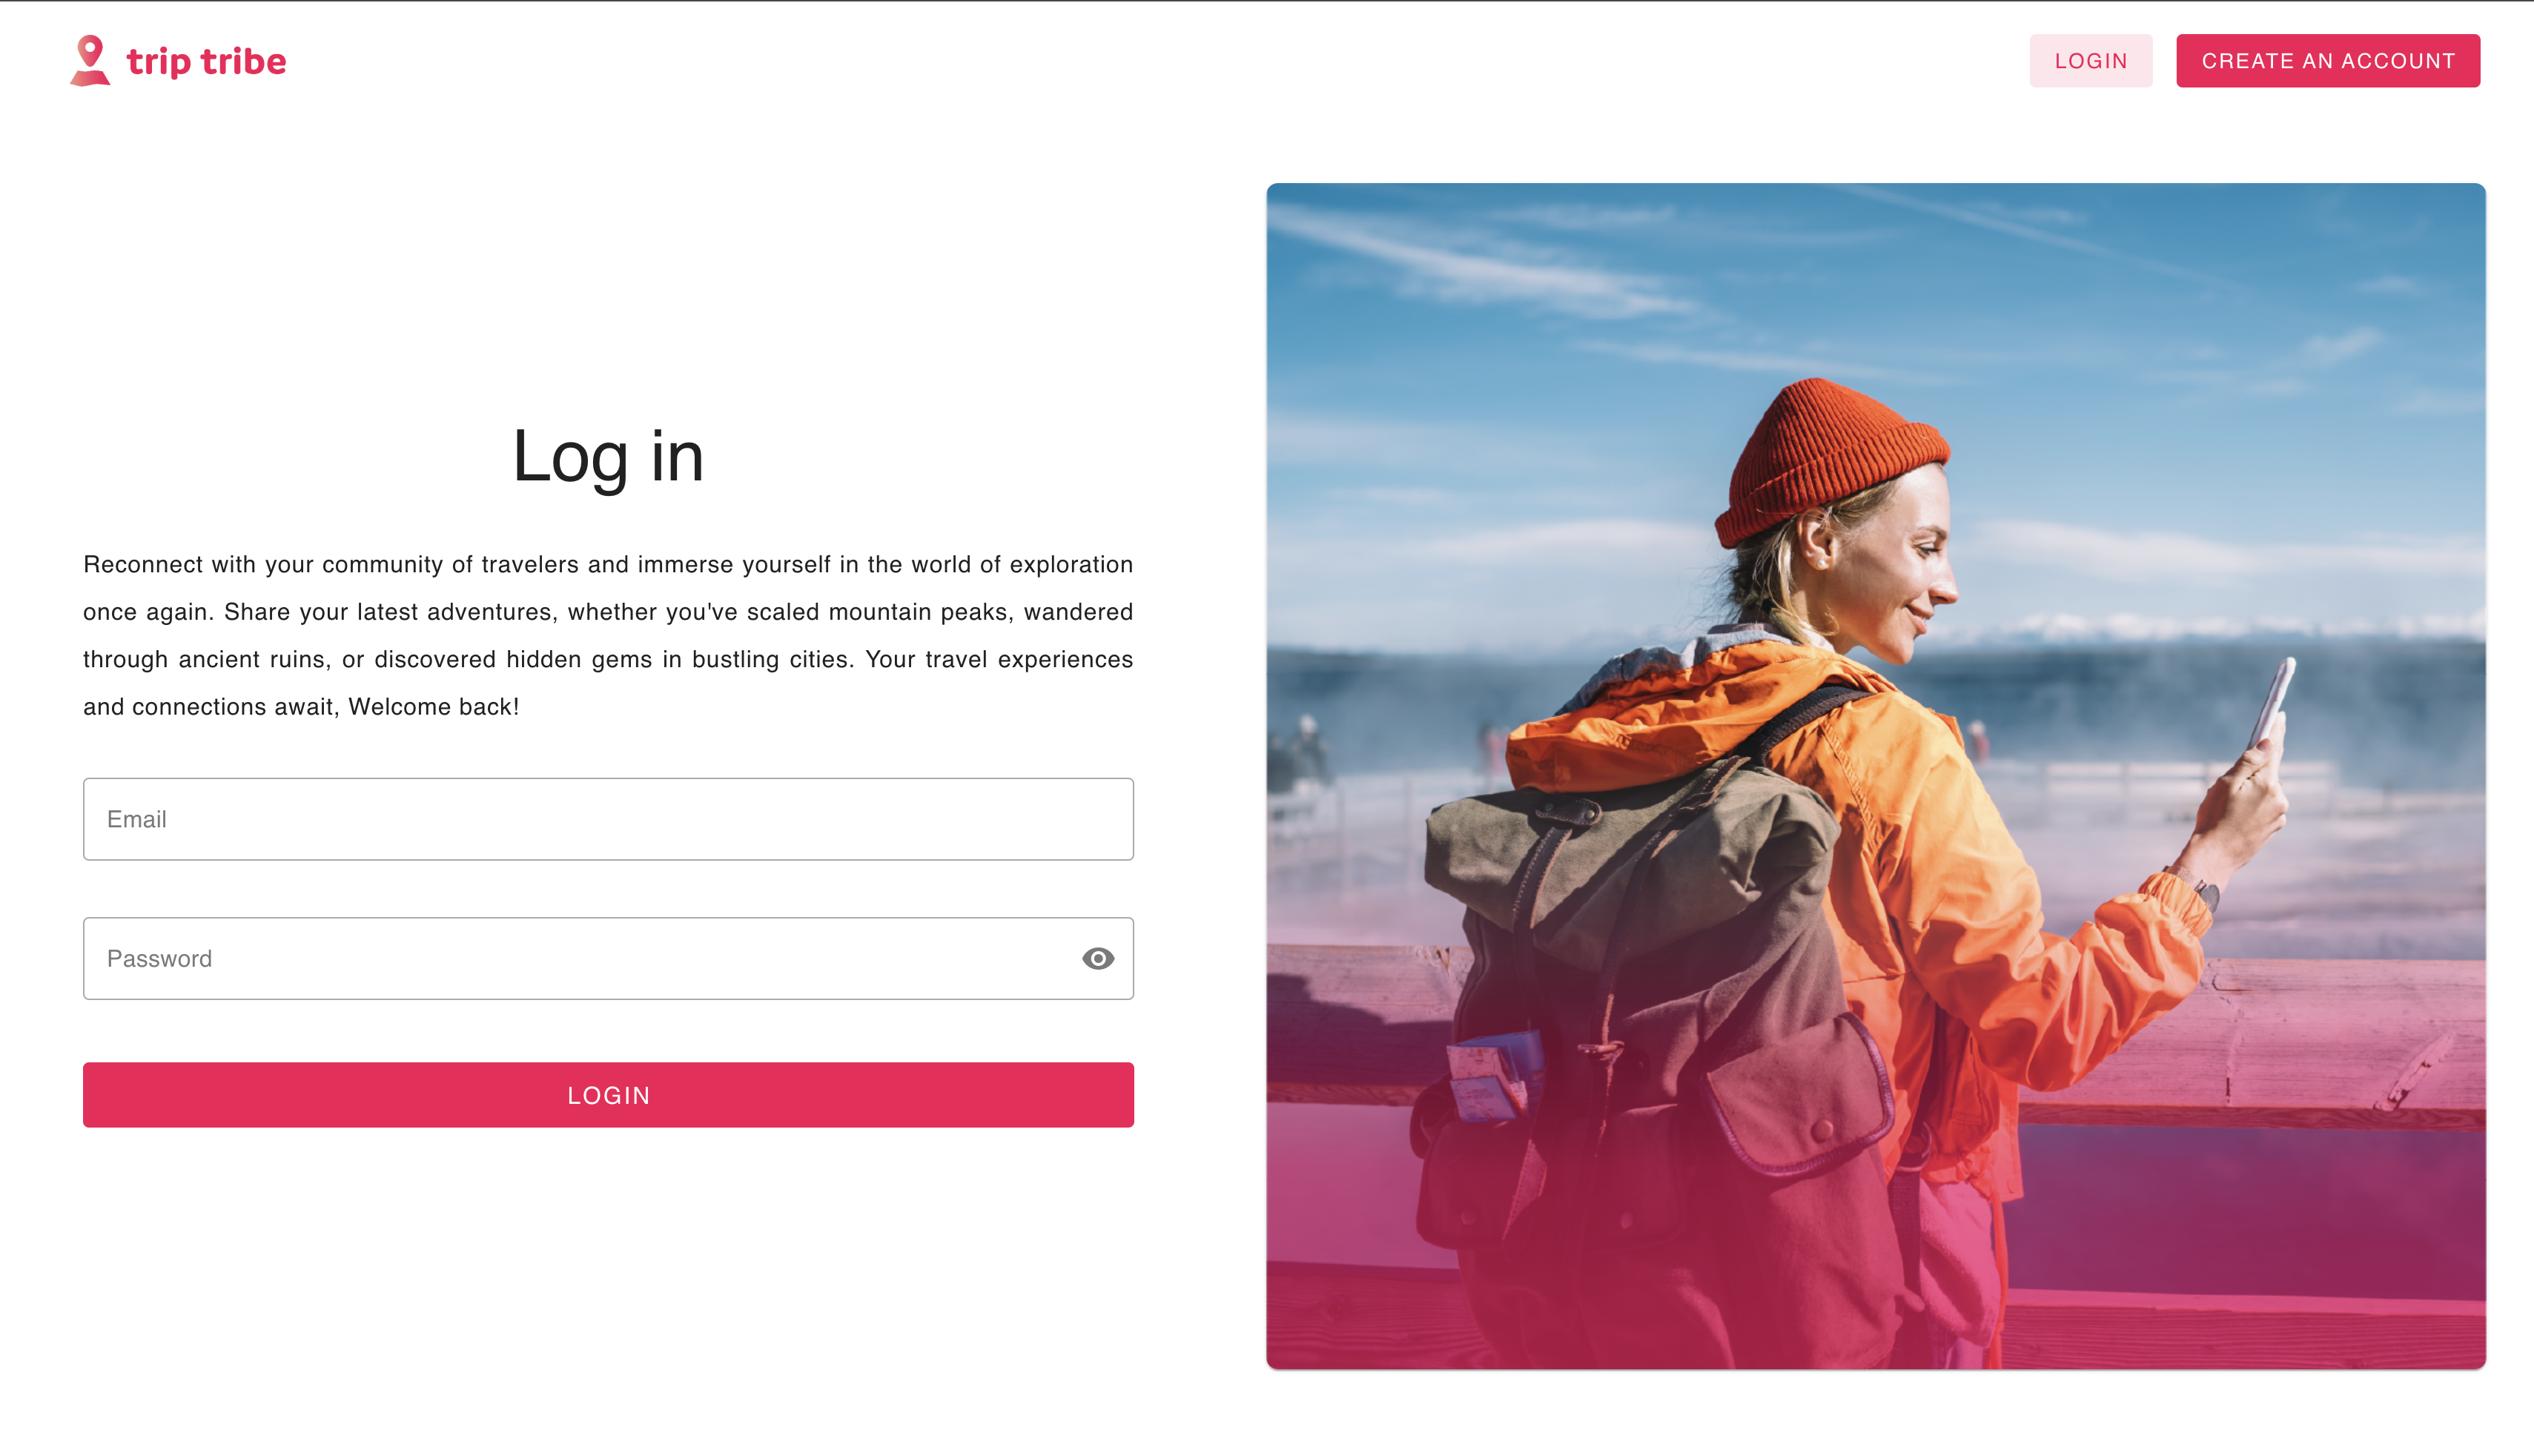 trip tribe
LOGIN
CREATE AN ACCOUNT
Log in
Reconnect with your community of travelers and immerse yourself in the world of exploration
once again. Share your latest adventures, whether you've scaled mountain peaks, wandered
through ancient ruins, or discovered hidden gems in bustling cities. Your travel experiences
and connections await, Welcome back!
Email
Password
LOGIN